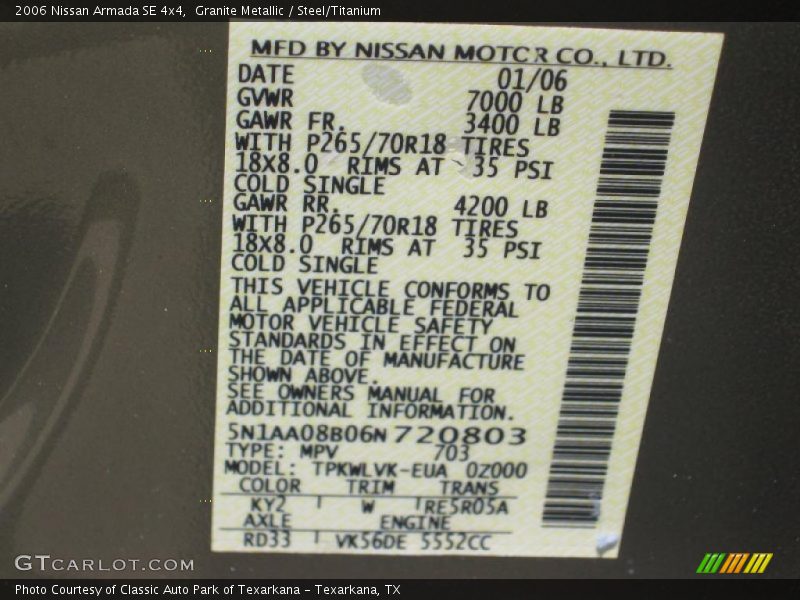 2006 Nissan Armada SE 4x4, Granite Metallic / Steel/Titanium
MFD BY NISSAN MOTOR CO., LTD.
DATE 01/06
GVWR 7000 LB
GAWR FR. 3400 LB
WITH P265/70R18 TIRES
18X8.0 RIMS AT 35 PSI
COLD SINGLE
GAWR RR. 4200 LB
WITH P265/70R18 TIRES
18X8.0 RIMS AT 35 PSI
COLD SINGLE
THIS VEHICLE CONFORMS TO
ALL APPLICABLE FEDERAL
MOTOR VEHICLE SAFETY
STANDARDS IN EFFECT ON
THE DATE OF MANUFACTURE
SHOWN ABOVE.
SEE OWNERS MANUAL FOR
ADDITIONAL INFORMATION.
5N1AA08B06N720803
TYPE: MPV 703
MODEL: TPKWLVK-EUA 0Z000
COLOR TRIM TRANS
KY2 W RE5R05A
AXLE ENGINE
RD33 VK56DE 5552CC
GTCARLOT.COM
Photo Courtesy of Classic Auto Park of Texarkana - Texarkana, TX